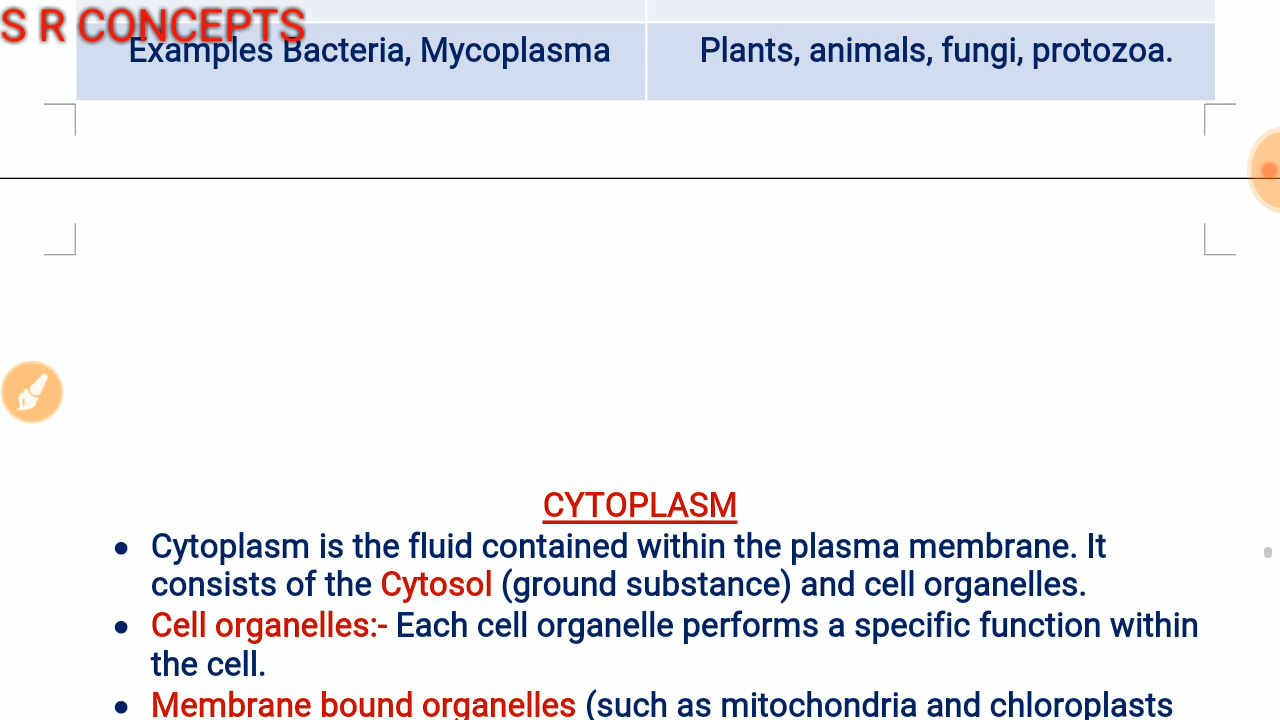 S R CONCEPTS
Examples Bacteria, Mycoplasma
Plants, animals, fungi, protozoa.
CYTOPLASM
• Cytoplasm is the fluid contained within the plasma membrane. It
consists of the Cytosol (ground substance) and cell organelles.
• Cell organelles:- Each cell organelle performs a specific function within
the cell.
• Membrane bound organelles (such as mitochondria and chloroplasts